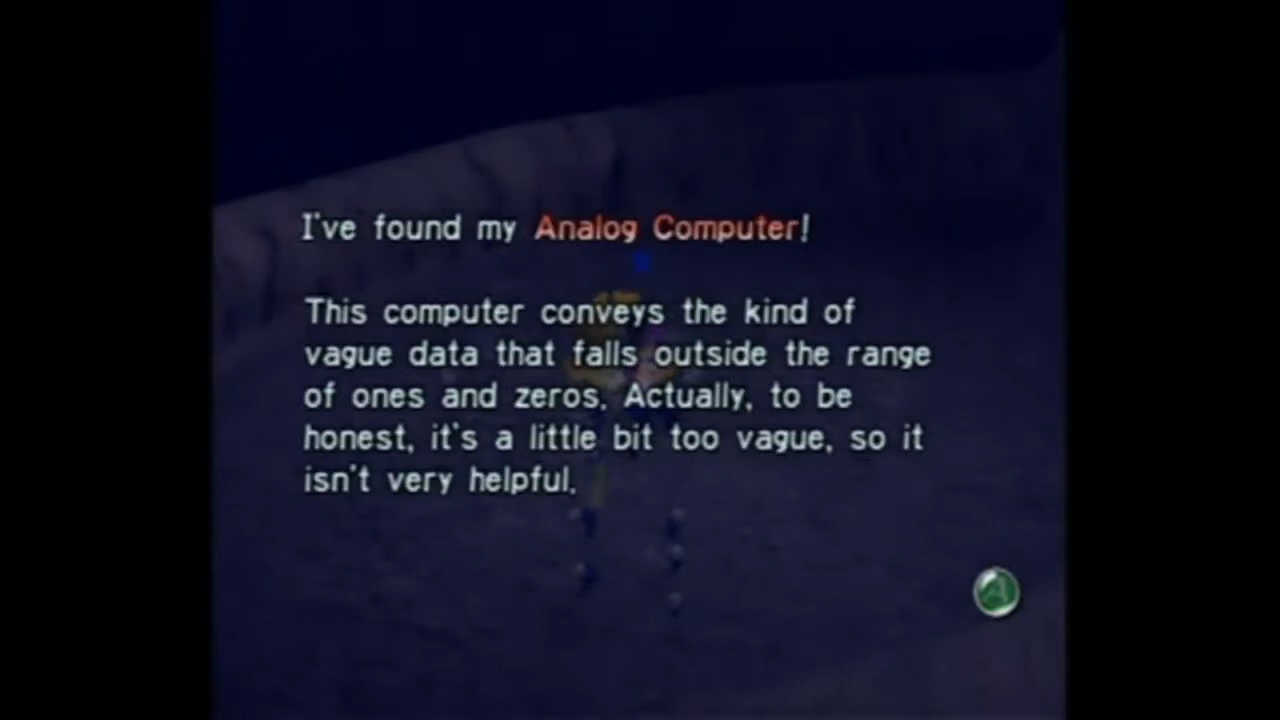 I've found my Analog Computer!
This computer conveys the kind of
vague data that falls outside the range
of ones and zeros. Actually, to be
honest, it's a little bit too vague, so it
isn't very helpful.
A